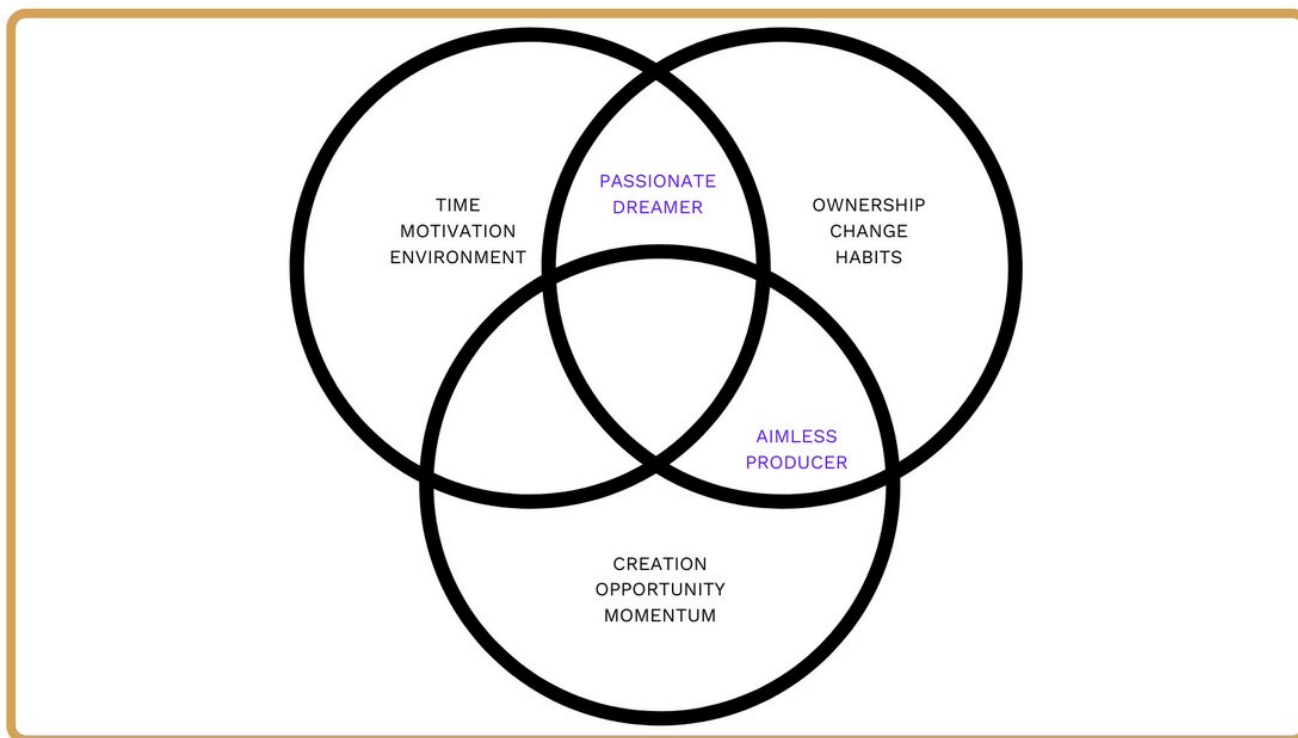 PASSIONATE
DREAMER
TIME
MOTIVATION
ENVIRONMENT
OWNERSHIP
CHANGE
HABITS
AIMLESS
PRODUCER
CREATION
OPPORTUNITY
MOMENTUM